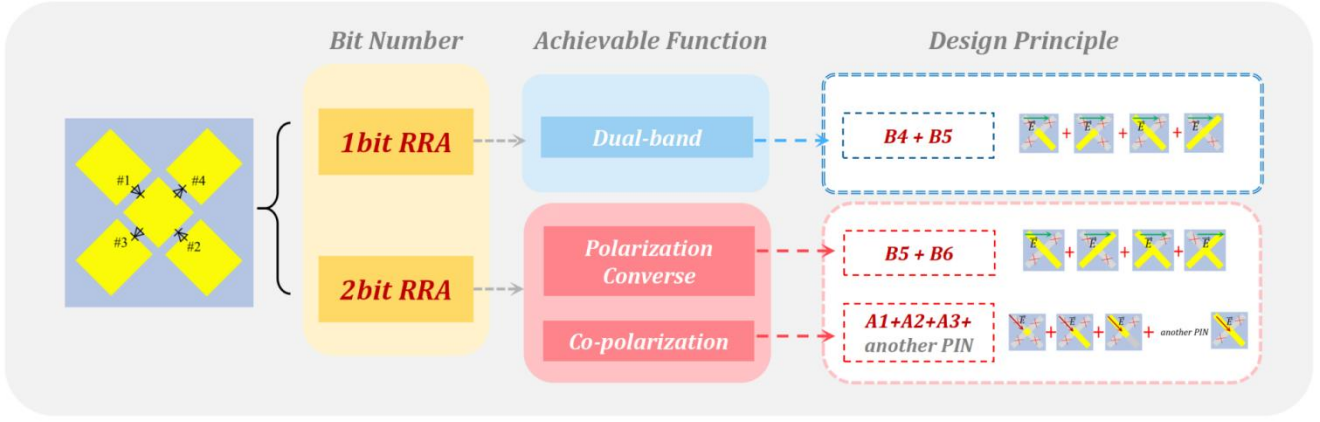 Bit Number
Achievable Function
Design Principle
#1
#4
#3
#2
1bit RRA
Dual-band
B4 + B5
E + E + E + E
2bit RRA
Polarization
Converse
B5 + B6
E + E + E + E
Co-polarization
A1+A2+A3+
another PIN
E + E + E + another PIN E